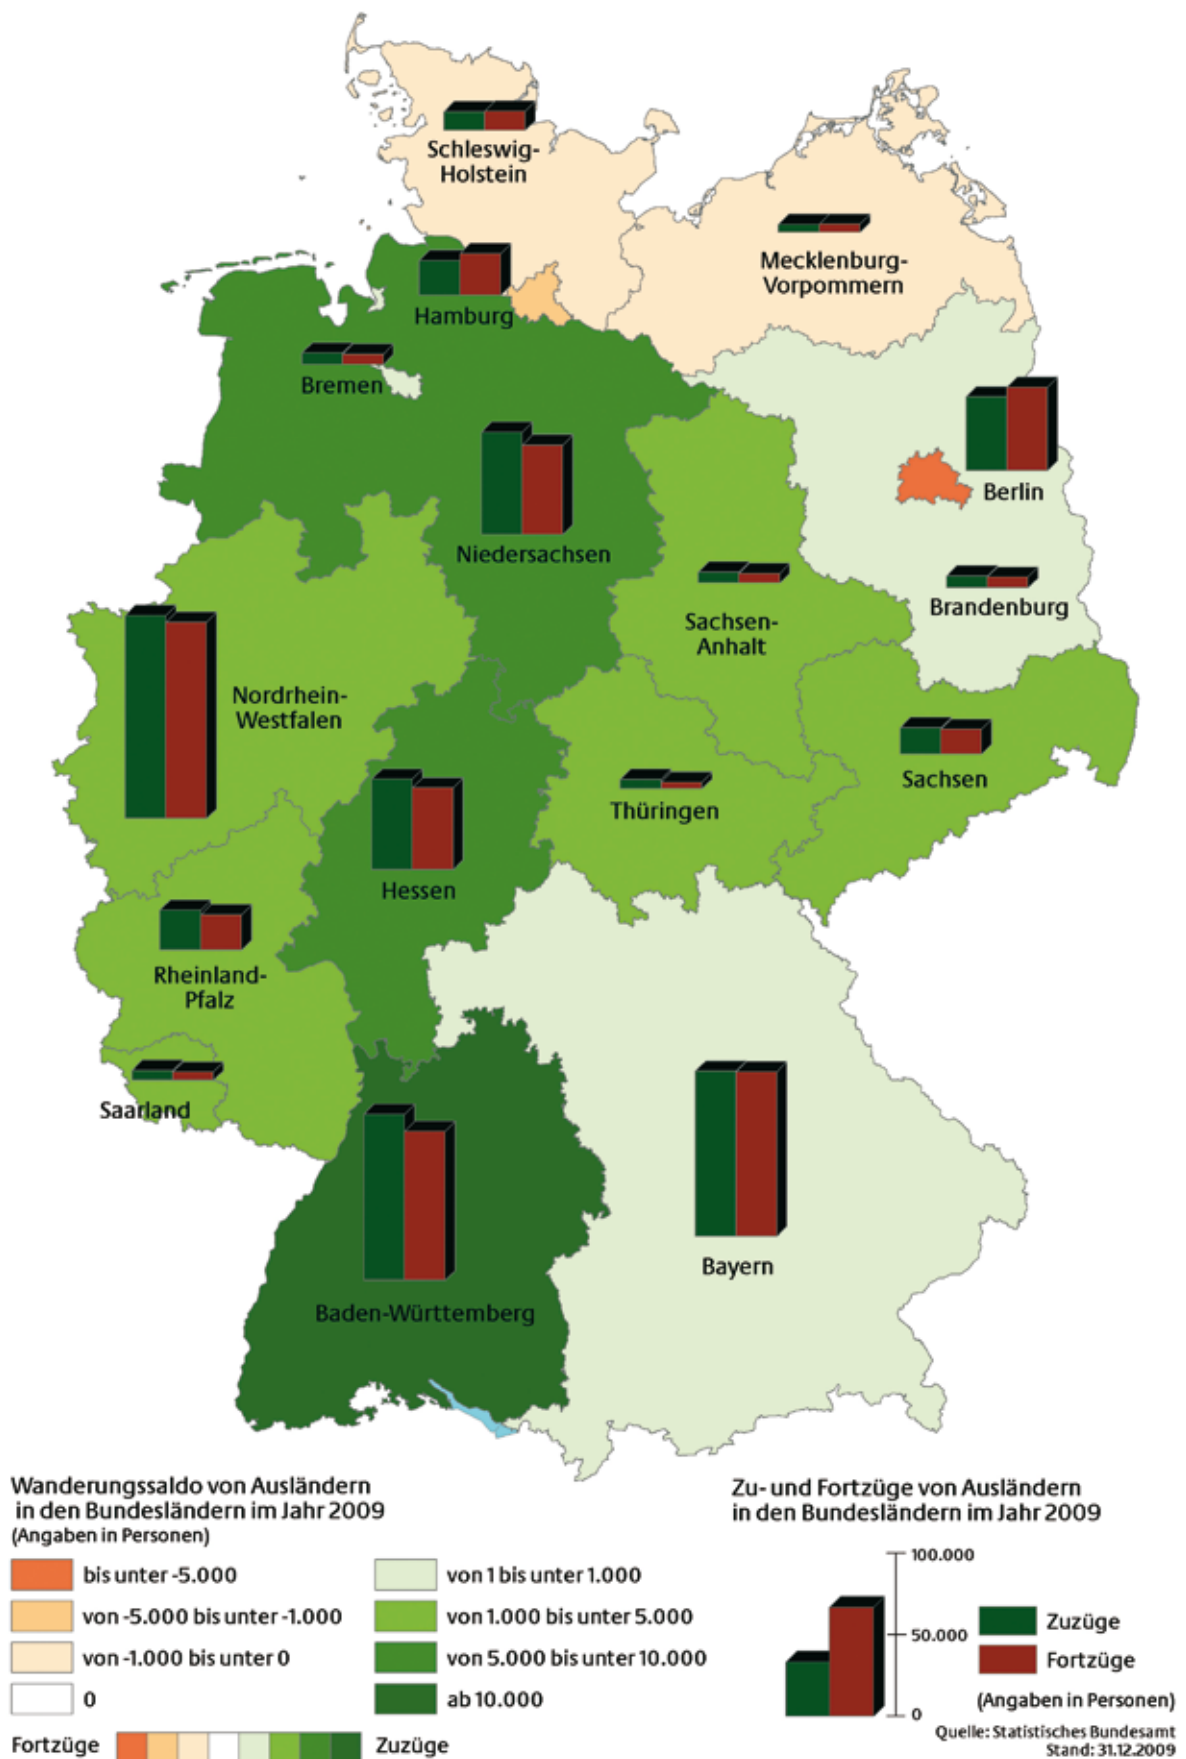 Schleswig-
Holstein
Mecklenburg-
Vorpommern
Hamburg
Bremen
Berlin
Niedersachsen
Brandenburg
Sachsen-
Anhalt
Nordrhein-
Westfalen
Sachsen
Thüringen
Hessen
Rheinland-
Pfalz
Saarland
Bayern
Baden-Württemberg
Wanderungssaldo von Ausländern
in den Bundesländern im Jahr 2009
(Angaben in Personen)
bis unter -5.000
von -5.000 bis unter -1.000
von -1.000 bis unter 0
0
von 1 bis unter 1.000
von 1.000 bis unter 5.000
von 5.000 bis unter 10.000
ab 10.000
Fortzüge
Zuzüge
Zu- und Fortzüge von Ausländern
in den Bundesländern im Jahr 2009
100.000
50.000
0
Zuzüge
Fortzüge
(Angaben in Personen)
Quelle: Statistisches Bundesamt
Stand: 31.12.2009